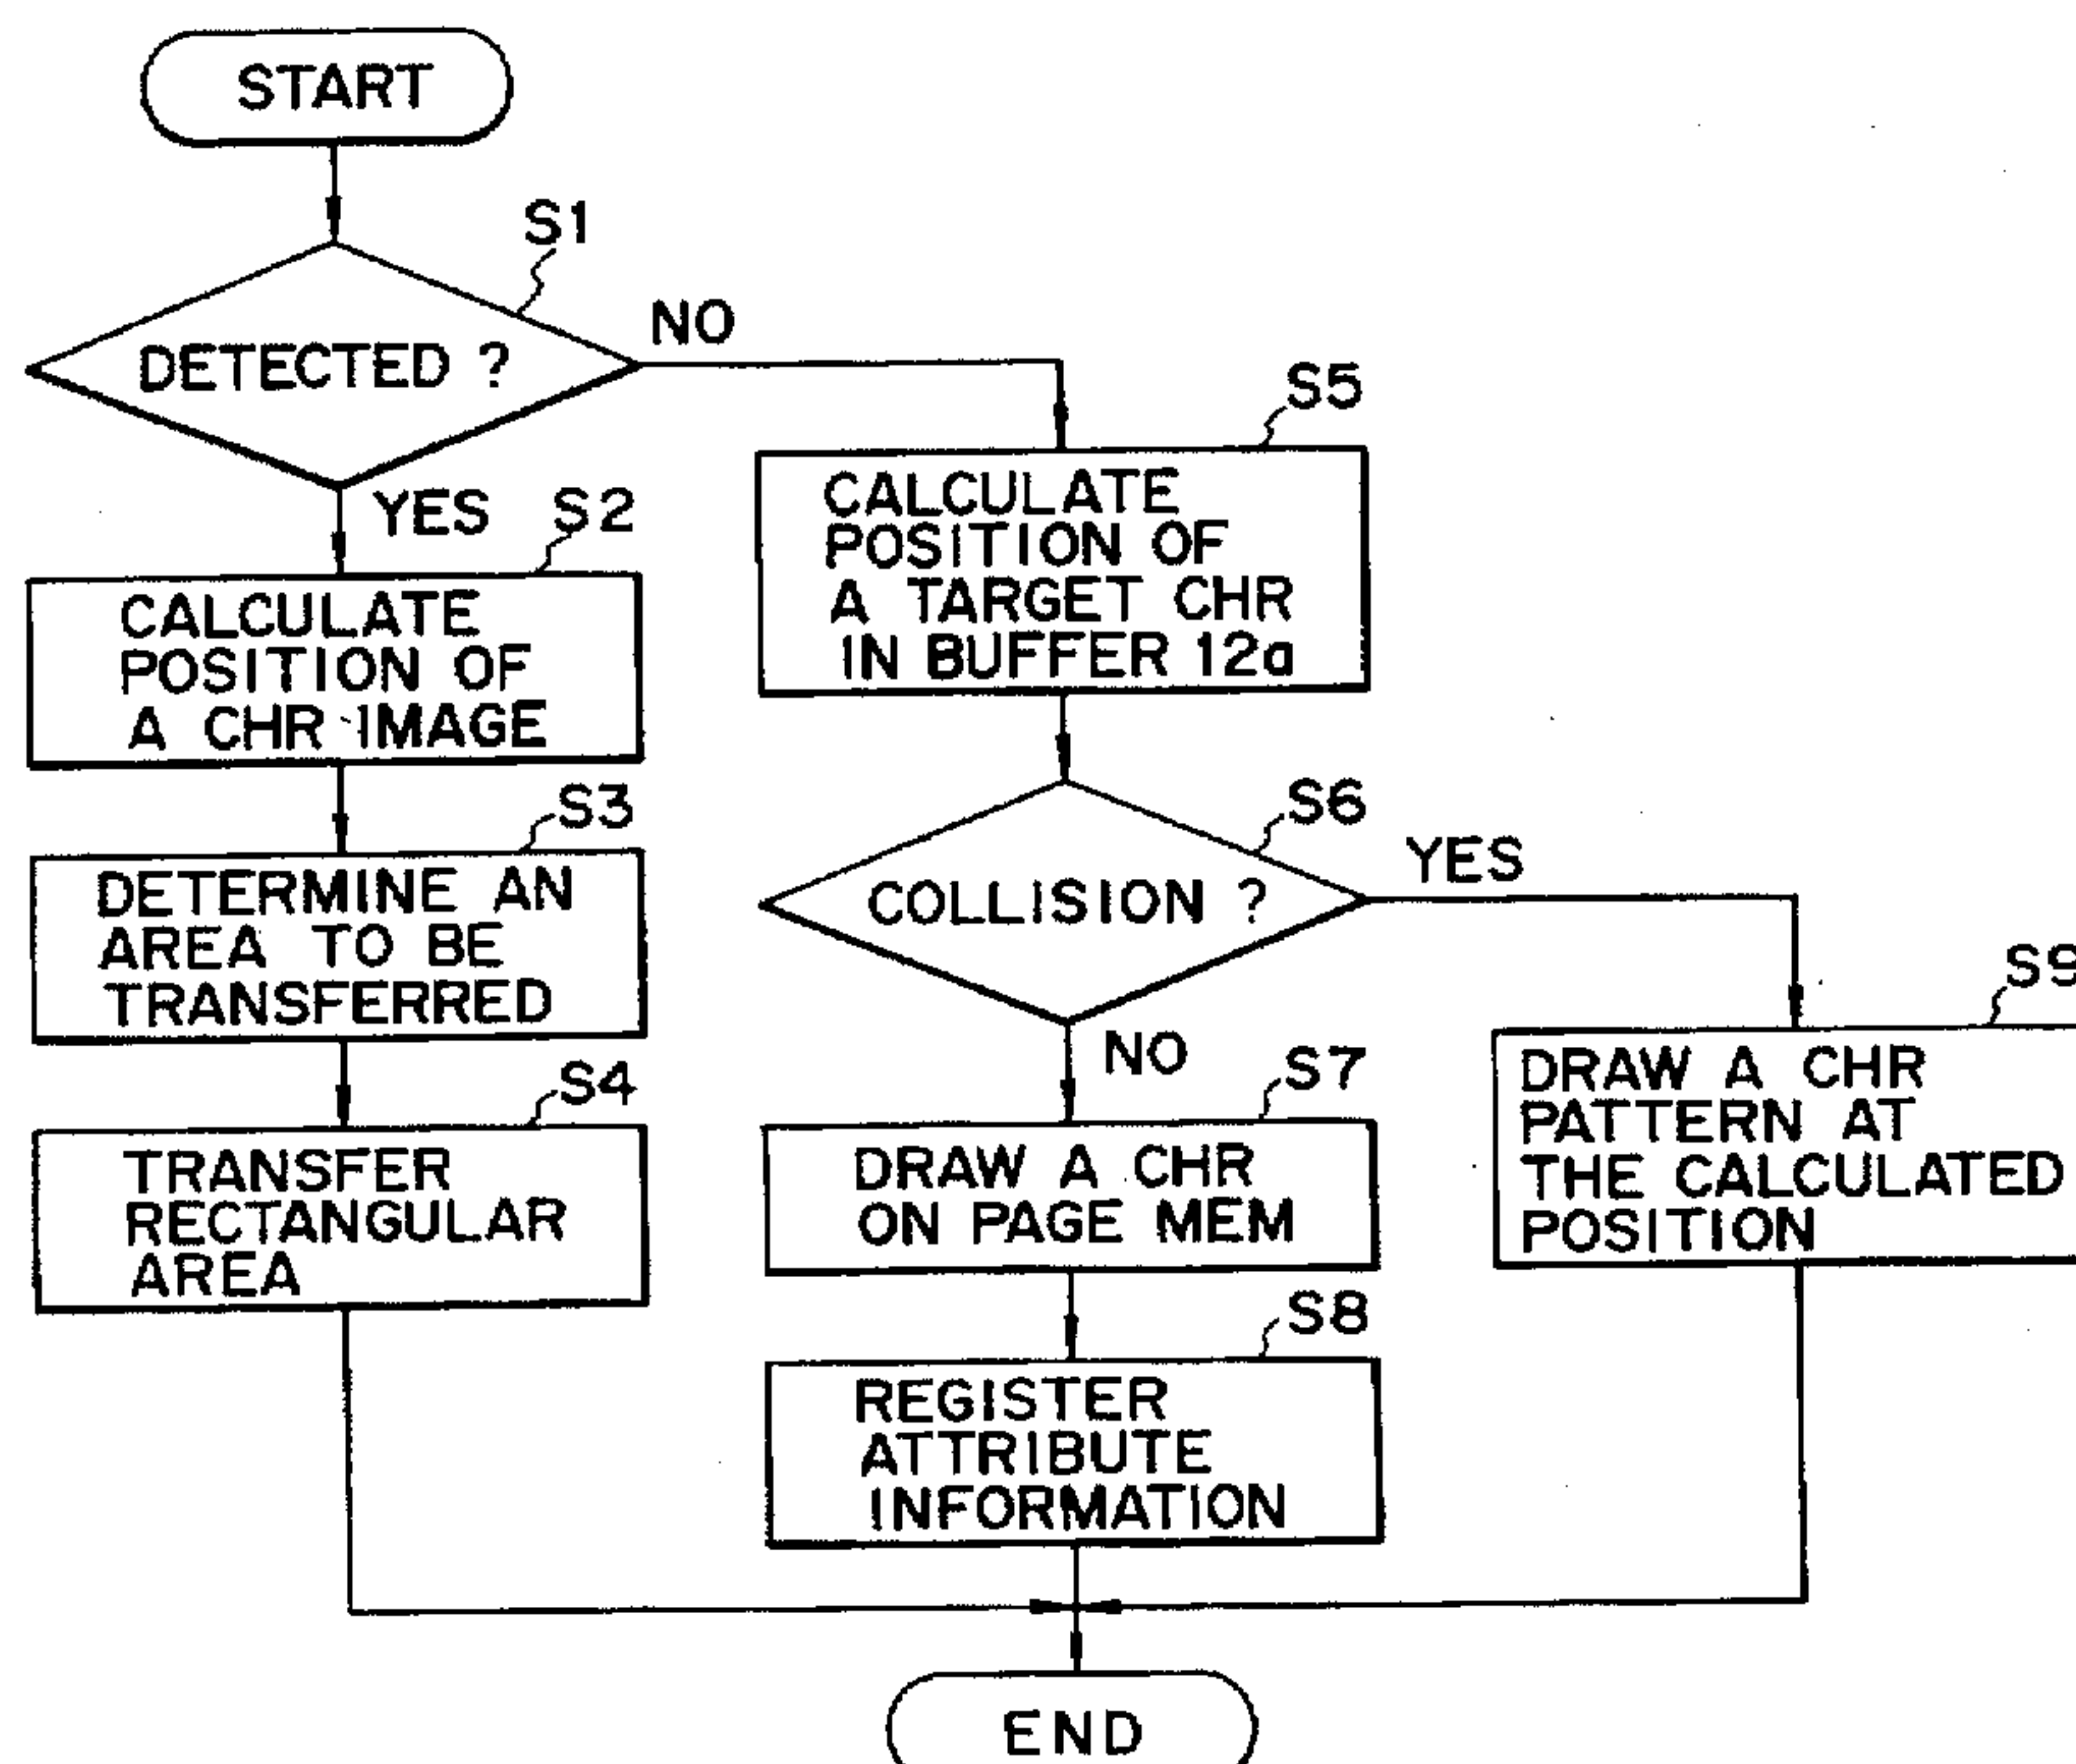 START
S1
DETECTED ?
NO
YES
S2
CALCULATE
POSITION OF
A CHR IMAGE
S3
DETERMINE AN
AREA TO BE
TRANSFERRED
S4
TRANSFER
RECTANGULAR
AREA
S5
CALCULATE
POSITION OF
A TARGET CHR
IN BUFFER 12a
S6
COLLISION ?
YES
NO
S7
DRAW A CHR
ON PAGE MEM
S8
REGISTER
ATTRIBUTE
INFORMATION
S9
DRAW A CHR
PATTERN AT
THE CALCULATED
POSITION
END